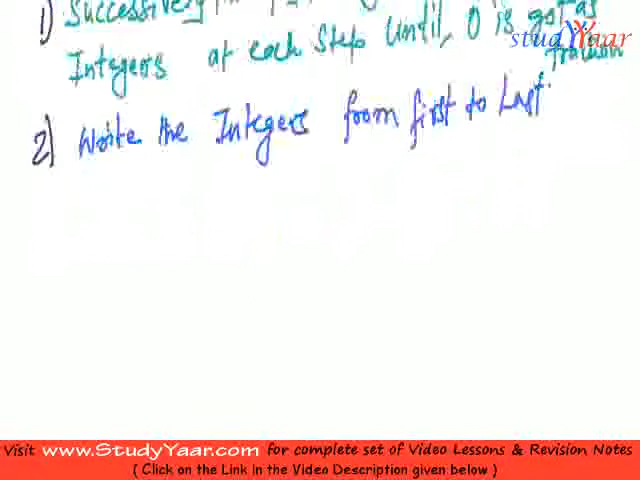 1) Successively
Integers at each Step Until, 0 is got as
fraction
studYYaar
2) Write the Integers from first to Last.
Visit www.StudyYaar.com for complete set of Video Lessons & Revision Notes
( Click on the Link in the Video Description given below )